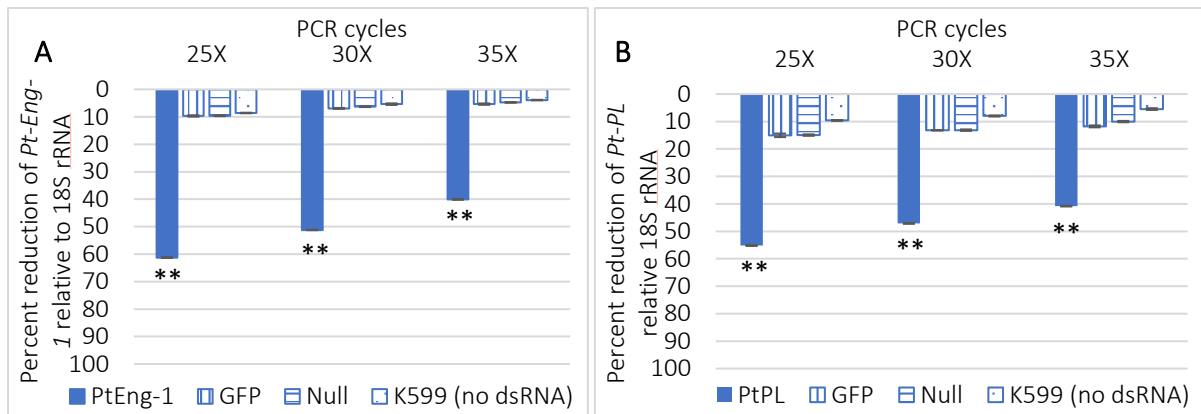 A
PCR cycles
25X 30X 35X
Percent reduction of Pt-Eng-
1 relative to 18S rRNA
0
10
20
30
40
50
60
70
80
90
100
**
**
**
PtEng-1 GFP Null K599 (no dsRNA)
B
PCR cycles
25X 30X 35X
Percent reduction of Pt-PL
relative 18S rRNA
0
10
20
30
40
50
60
70
80
90
100
**
**
**
PtPL GFP Null K599 (no dsRNA)